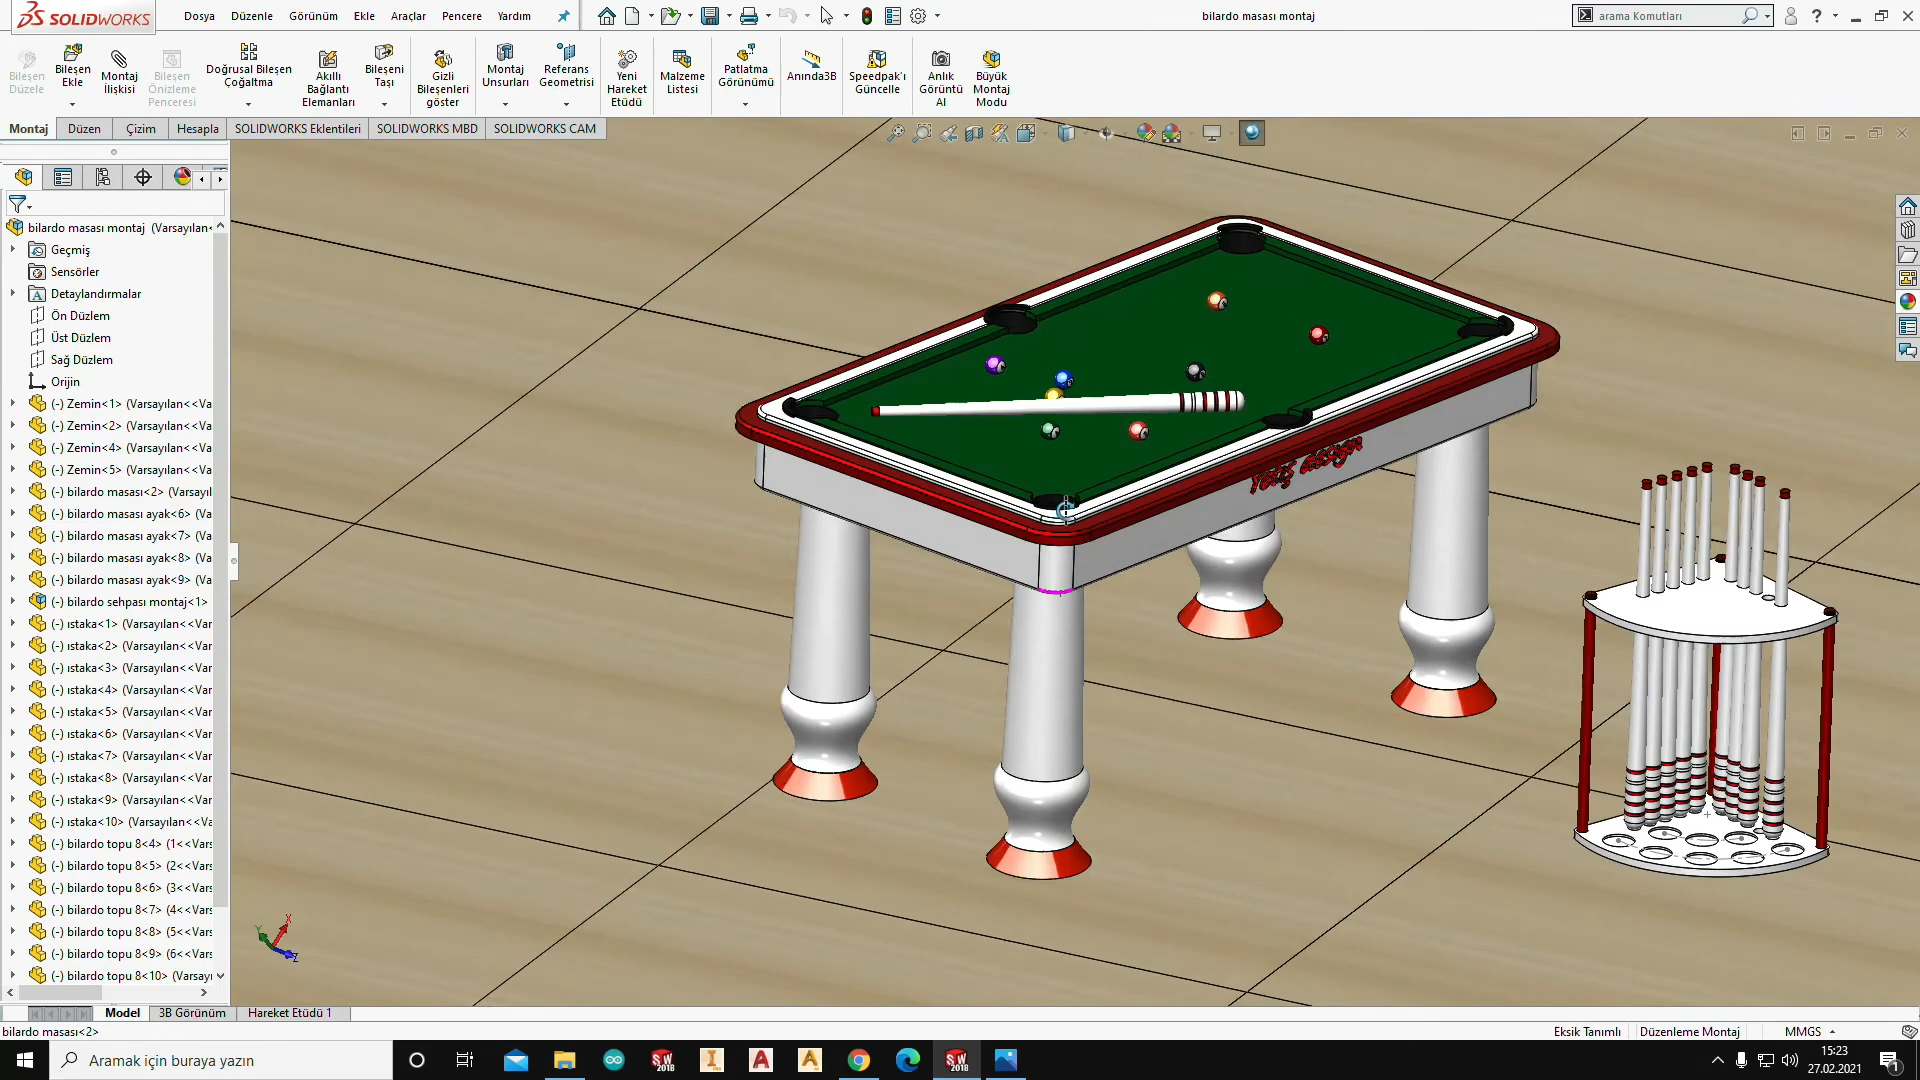 SOLIDWORKS
Dosya Düzenle Görünüm Ekle Araçlar Pencere Yardım
bilardo masası montaj
arama Komutları
Bileşen Düzele
Bileşen Ekle
Montaj İlişkisi
Bileşen Önizleme Penceresi
Doğrusal Bileşen Çoğaltma
Akıllı Bağlantı Elemanları
Bileşeni Taşı
Gizli Bileşenleri göster
Montaj Unsurları
Referans Geometrisi
Yeni Hareket Etüdü
Malzeme Listesi
Patlatma Görünümü
Anında3B
Speedpak'ı Güncelle
Anlık Görüntü Al
Büyük Montaj Modu
Montaj Düzen Çizim Hesapla SOLIDWORKS Eklentileri SOLIDWORKS MBD SOLIDWORKS CAM
bilardo masası montaj (Varsayılan<
Geçmiş
Sensörler
Detaylandırmalar
Ön Düzlem
Üst Düzlem
Sağ Düzlem
Orijin
(-) Zemin<1> (Varsayılan<<Va
(-) Zemin<2> (Varsayılan<<Va
(-) Zemin<4> (Varsayılan<<Va
(-) Zemin<5> (Varsayılan<<Va
(-) bilardo masası<2> (Varsayıl
(-) bilardo masası ayak<6> (Va
(-) bilardo masası ayak<7> (Va
(-) bilardo masası ayak<8> (Va
(-) bilardo masası ayak<9> (Va
(-) bilardo sehpası montaj<1>
(-) ıstaka<1> (Varsayılan<<Var
(-) ıstaka<2> (Varsayılan<<Var
(-) ıstaka<3> (Varsayılan<<Var
(-) ıstaka<4> (Varsayılan<<Var
(-) ıstaka<5> (Varsayılan<<Var
(-) ıstaka<6> (Varsayılan<<Var
(-) ıstaka<7> (Varsayılan<<Var
(-) ıstaka<8> (Varsayılan<<Var
(-) ıstaka<9> (Varsayılan<<Var
(-) ıstaka<10> (Varsayılan<<Va
(-) bilardo topu 8<4> (1<<Vars
(-) bilardo topu 8<5> (2<<Vars
(-) bilardo topu 8<6> (3<<Vars
(-) bilardo topu 8<7> (4<<Vars
(-) bilardo topu 8<8> (5<<Vars
(-) bilardo topu 8<9> (6<<Vars
(-) bilardo topu 8<10> (Varsayı
X
Y
Z
Model 3B Görünüm Hareket Etüdü 1
bilardo masası<2>
Eksik Tanımlı Düzenleme Montaj MMGS
Aramak için buraya yazın
SW 2018
SW 2018
15:23
27.02.2021
1